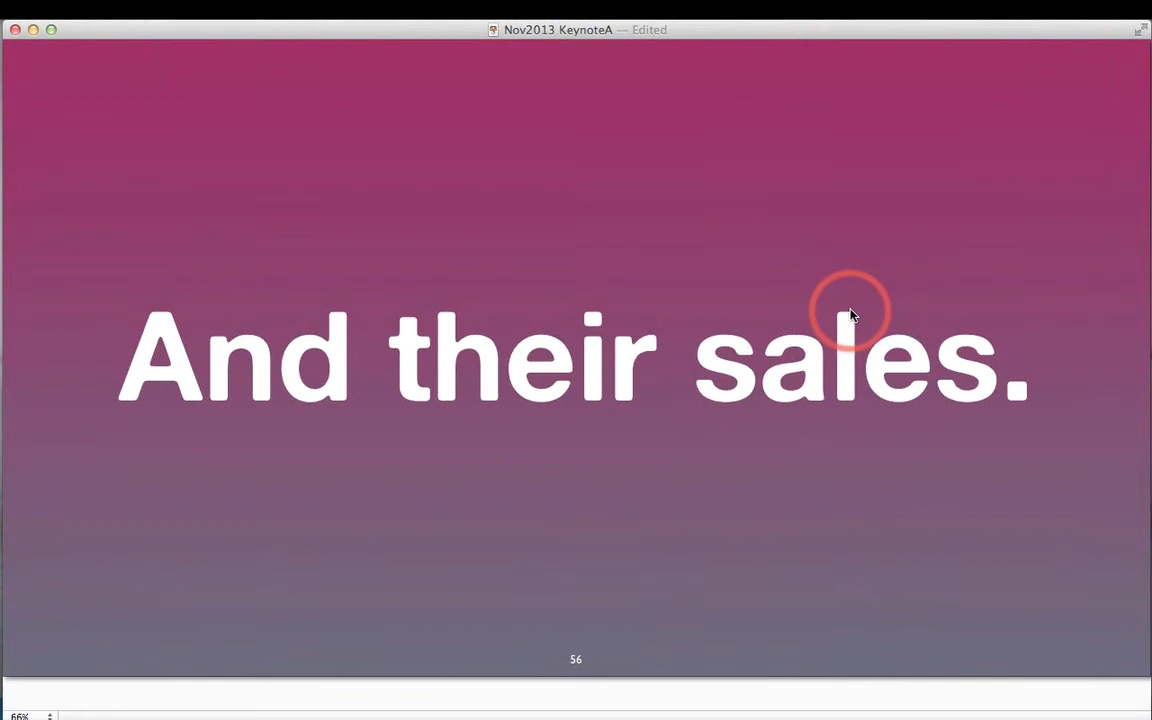 Nov2013 KeynoteA — Edited
And their sales.
56
66%